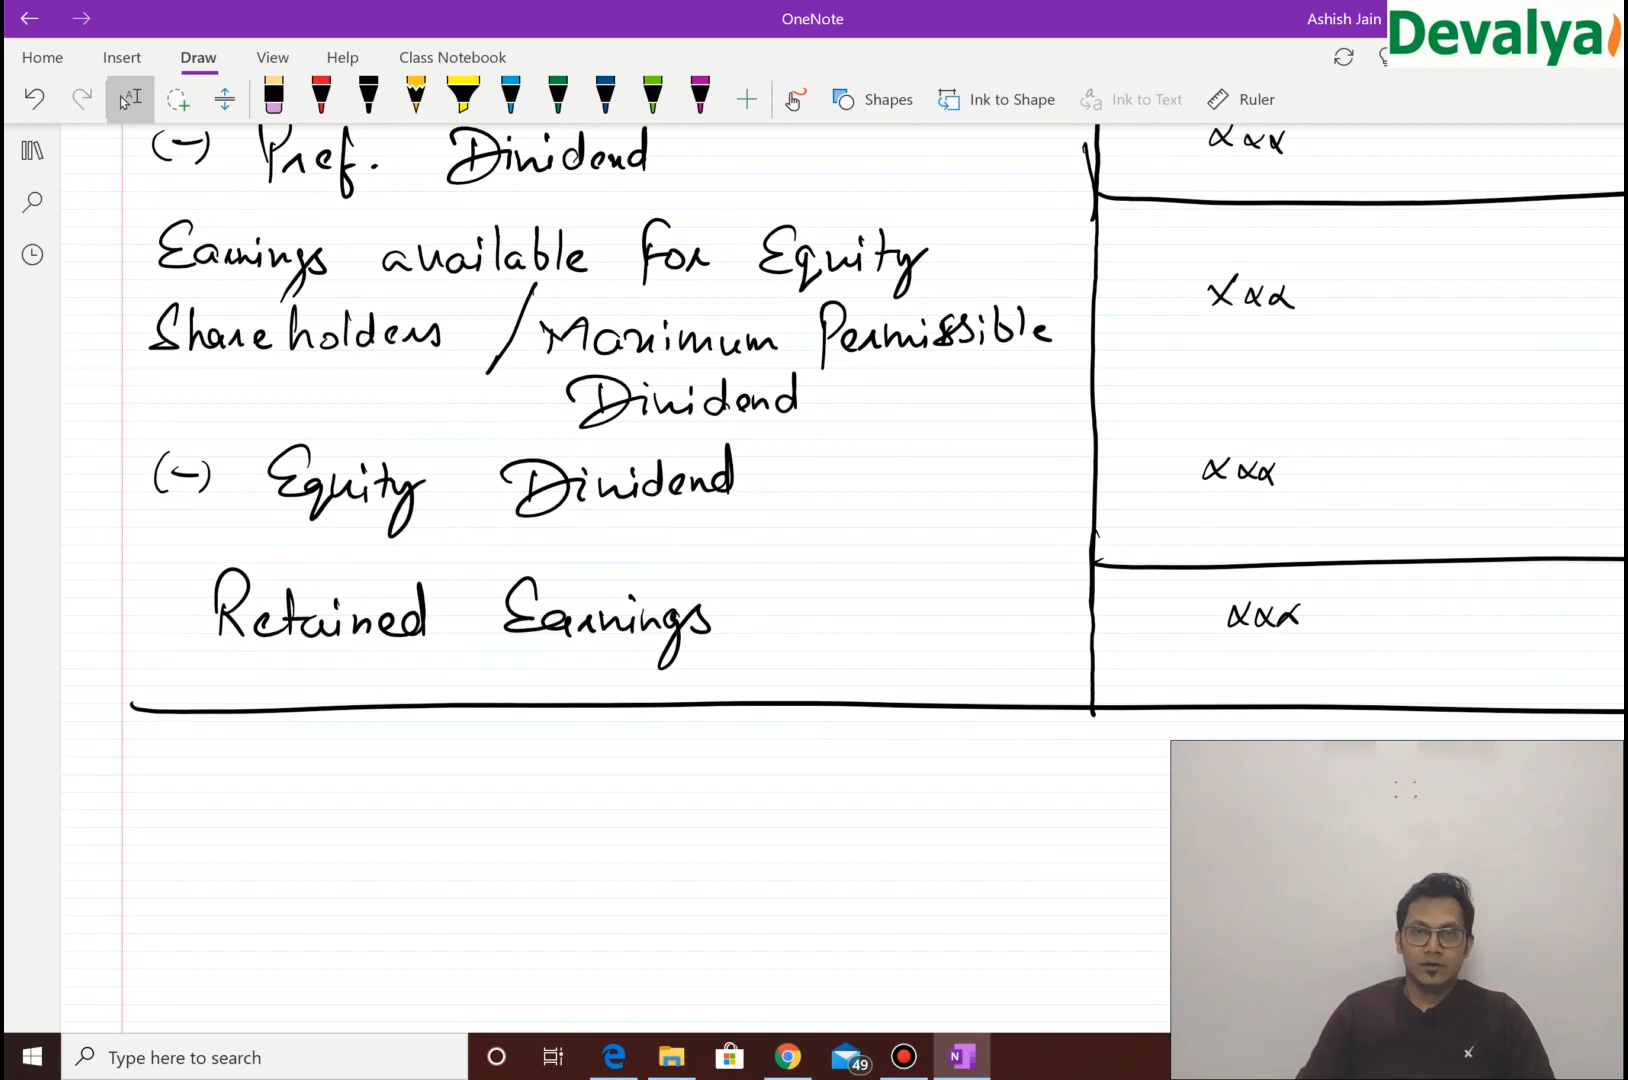 OneNote
Ashish Jain
Devalya
Home Insert Draw View Help Class Notebook
Shapes Ink to Shape Ink to Text Ruler
(-) Pref. Dividend xxx
Earnings available for Equity xxx
Shareholders / Maximum Permissible
Dividend
(-) Equity Dividend xxx
Retained Earnings xxx
Type here to search
49
N